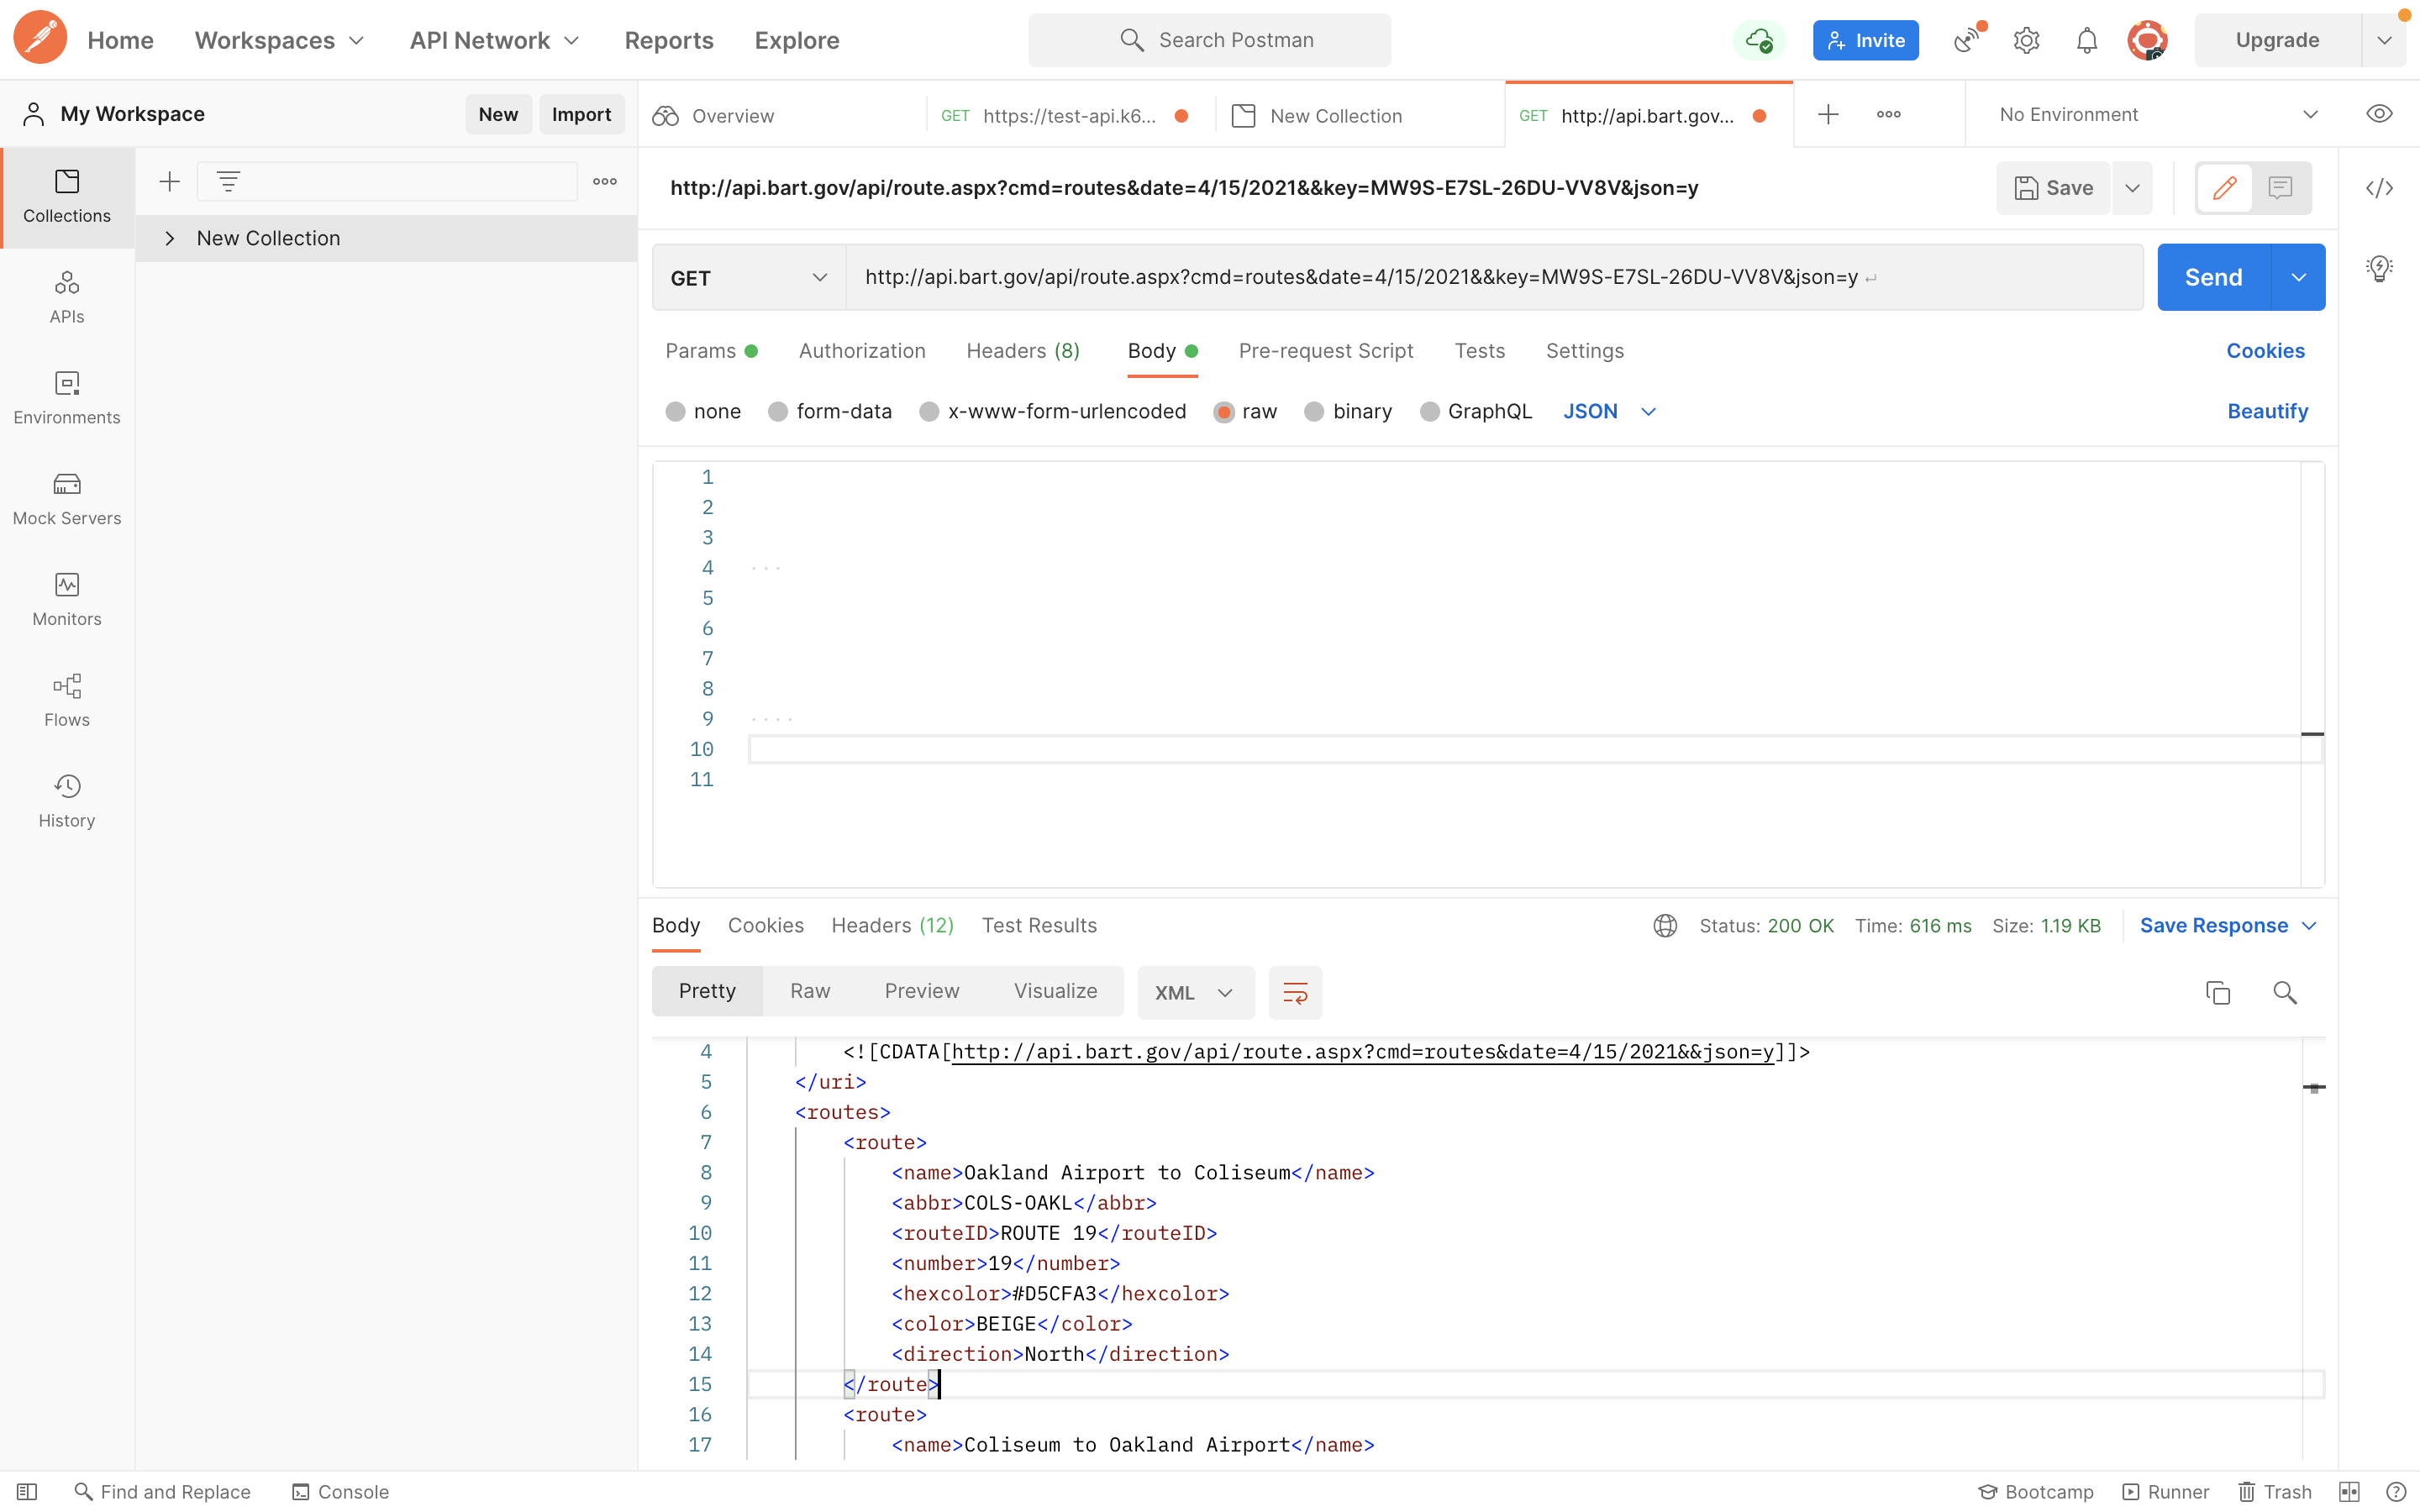 Home Workspaces API Network Reports Explore Search Postman Invite Upgrade
My Workspace New Import Overview GET https://test-api.k6... New Collection GET http://api.bart.gov... No Environment
Collections
New Collection
APIs
Environments
Mock Servers
Monitors
Flows
History
http://api.bart.gov/api/route.aspx?cmd=routes&date=4/15/2021&&key=MW9S-E7SL-26DU-VV8V&json=y Save
GET http://api.bart.gov/api/route.aspx?cmd=routes&date=4/15/2021&&key=MW9S-E7SL-26DU-VV8V&json=y Send
Params Authorization Headers (8) Body Pre-request Script Tests Settings Cookies
none form-data x-www-form-urlencoded raw binary GraphQL JSON Beautify
1
2
3
4 ···
5
6
7
8
9 ····
10
11
Body Cookies Headers (12) Test Results Status: 200 OK Time: 616 ms Size: 1.19 KB Save Response
Pretty Raw Preview Visualize XML
4 <![CDATA[http://api.bart.gov/api/route.aspx?cmd=routes&date=4/15/2021&&json=y]]>
5 </uri>
6 <routes>
7 <route>
8 <name>Oakland Airport to Coliseum</name>
9 <abbr>COLS-OAKL</abbr>
10 <routeID>ROUTE 19</routeID>
11 <number>19</number>
12 <hexcolor>#D5CFA3</hexcolor>
13 <color>BEIGE</color>
14 <direction>North</direction>
15 </route>
16 <route>
17 <name>Coliseum to Oakland Airport</name>
Find and Replace Console Bootcamp Runner Trash